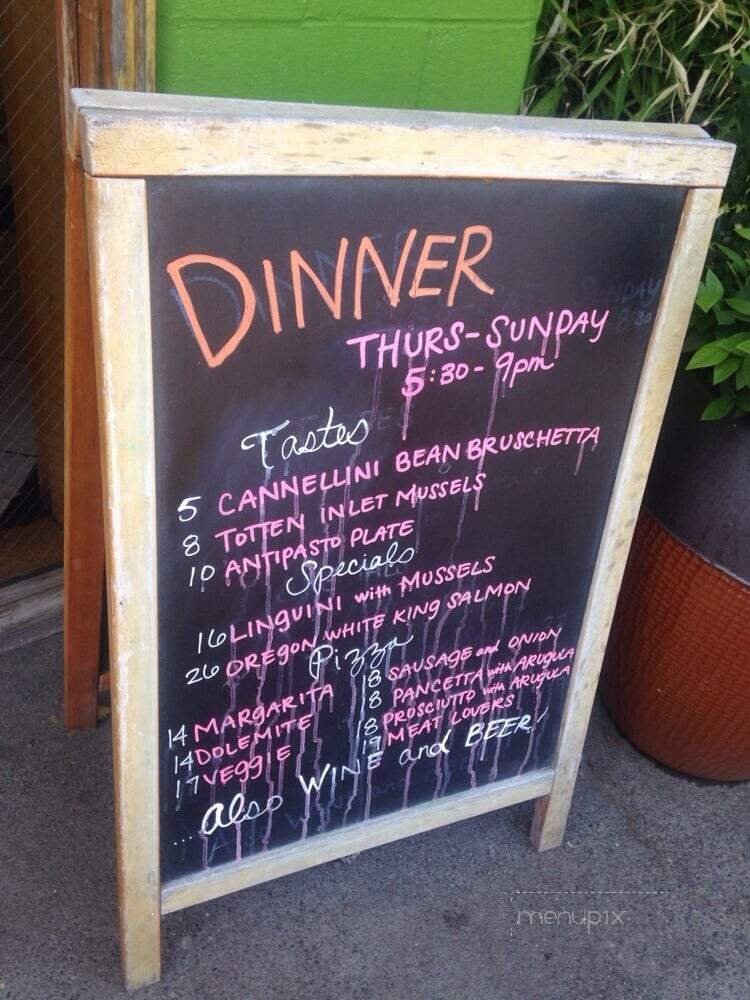 DINNER
THURS-SUNDAY
5:30-9pm
Tastes
5 CANNELLINI BEAN BRUSCHETTA
8 TOTTEN INLET MUSSELS
10 ANTIPASTO PLATE
Specials
16 LINGUINI with MUSSELS
26 OREGON WHITE KING SALMON
Pizza
14 MARGARITA
14 DOLEMITE
17 VEGGIE
18 SAUSAGE and ONION
18 PANCETTA with ARUGULA
18 PROSCIUTTO with ARUGULA
19 MEAT LOVERS
....also WINE and BEER!
menupix